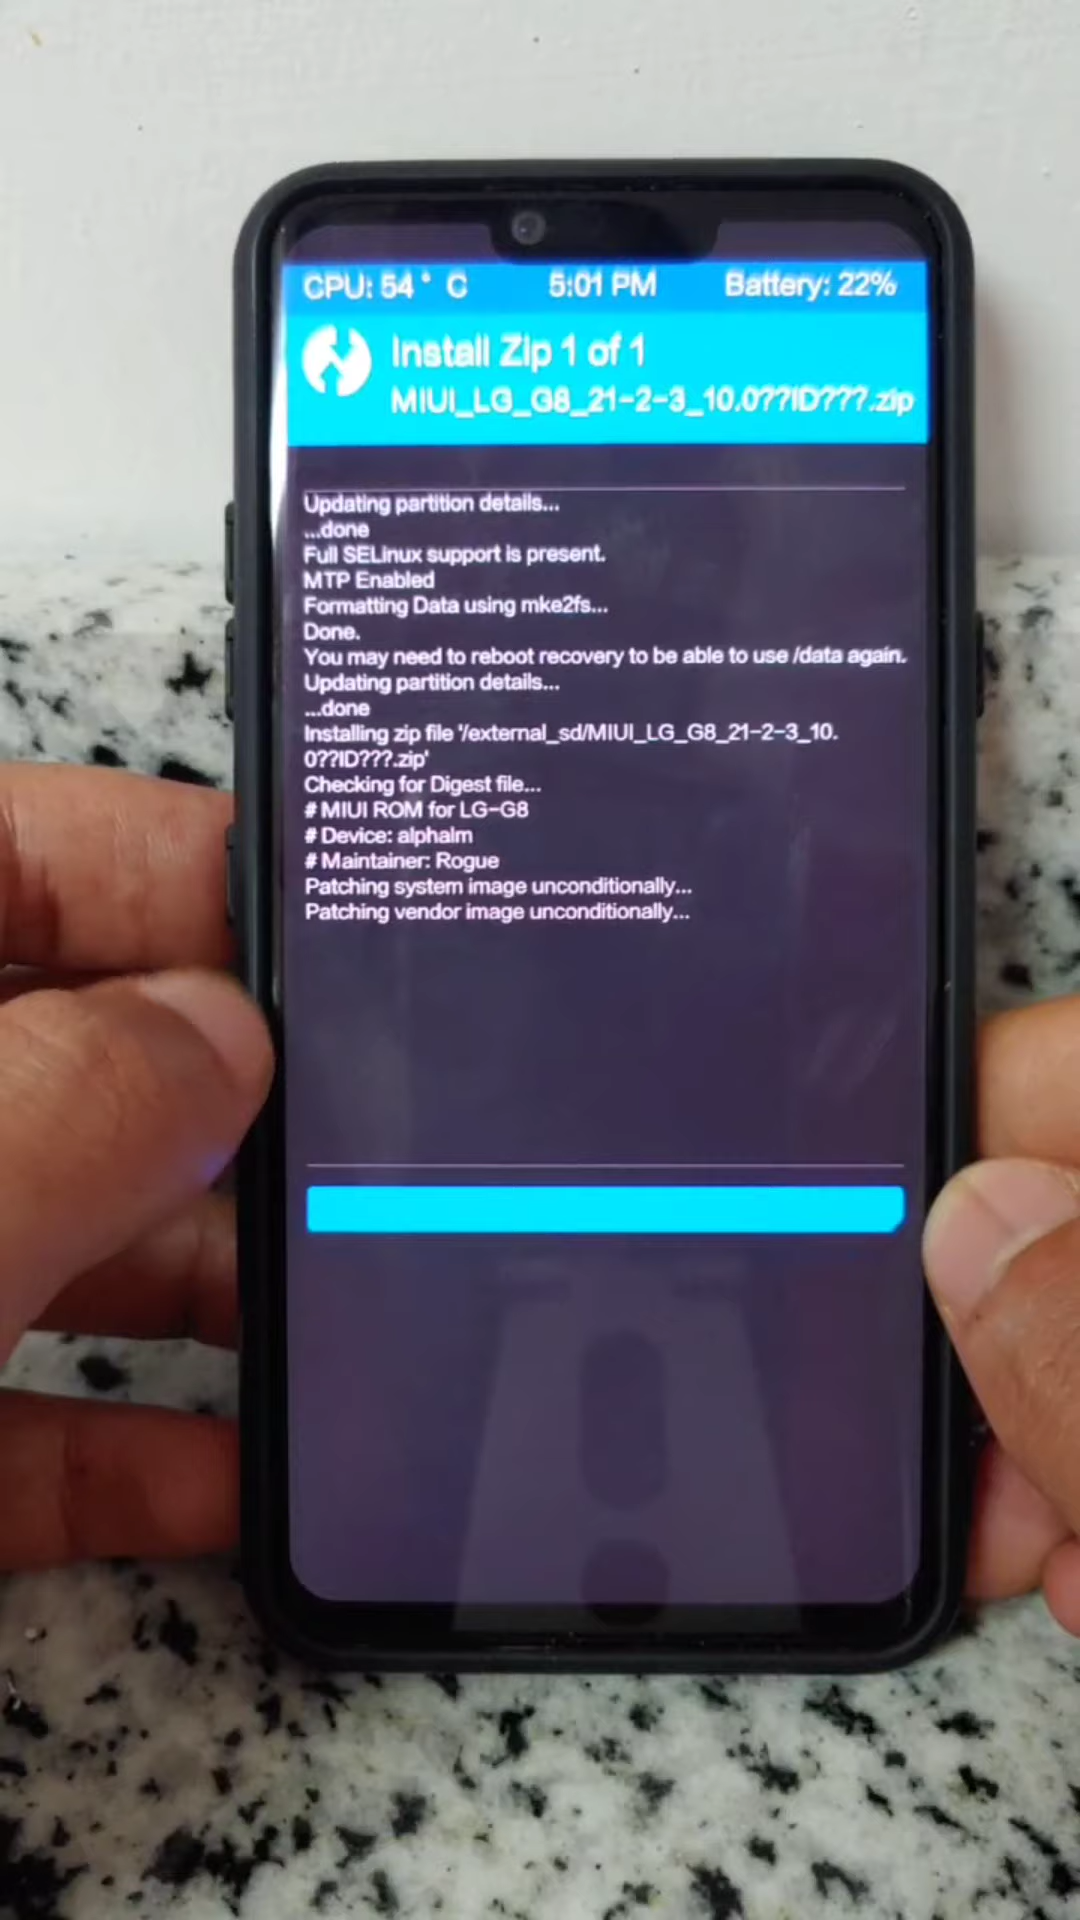 CPU: 54° C 5:01 PM Battery: 22%
Install Zip 1 of 1
MIUI_LG_G8_21-2-3_10.0??ID???.zip
Updating partition details...
...done
Full SELinux support is present.
MTP Enabled
Formatting Data using mke2fs...
Done.
You may need to reboot recovery to be able to use /data again.
Updating partition details...
...done
Installing zip file '/external_sd/MIUI_LG_G8_21-2-3_10.
0??ID???.zip'
Checking for Digest file...
# MIUI ROM for LG-G8
# Device: alphalm
# Maintainer: Rogue
Patching system image unconditionally...
Patching vendor image unconditionally...